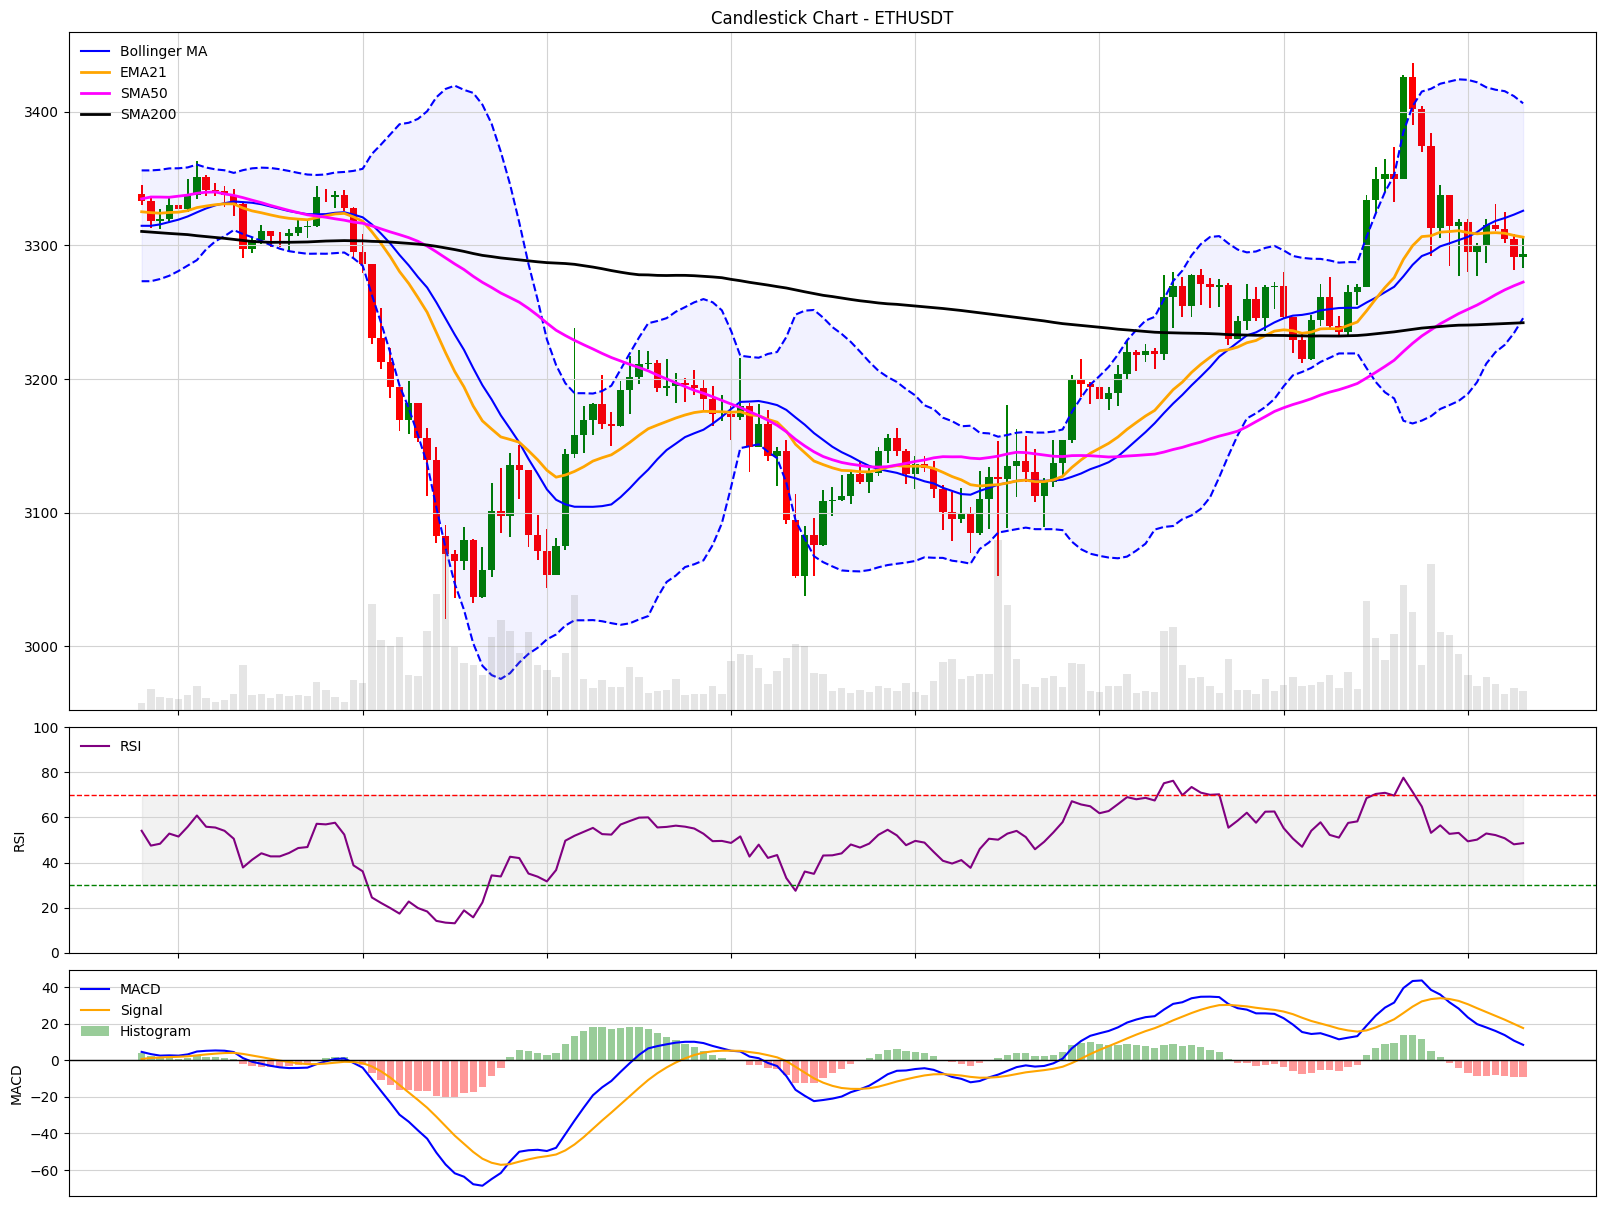 Candlestick Chart - ETHUSDT
Bollinger MA
EMA21
SMA50
SMA200
3400
3300
3200
3100
3000
RSI
100
80
60
40
20
0
RSI
MACD
Signal
Histogram
40
20
0
−20
−40
−60
MACD